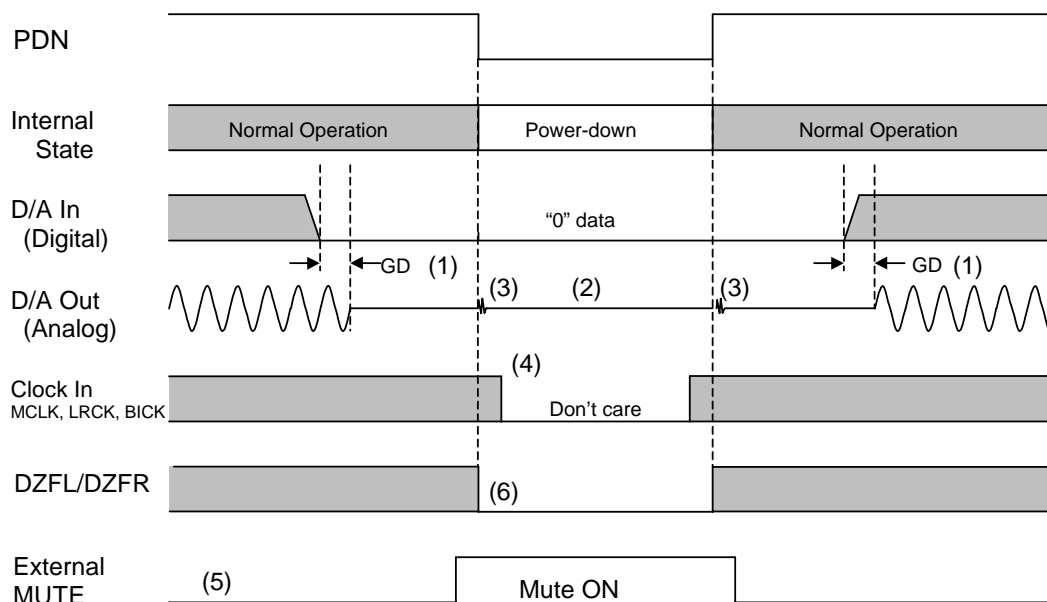 PDN
Internal
State
Normal Operation
Power-down
Normal Operation
D/A In
(Digital)
“0” data
GD (1)
GD (1)
D/A Out
(Analog)
(3)
(2)
(3)
(4)
Clock In
MCLK, LRCK, BICK
Don’t care
DZFL/DZFR
(6)
External
MUTE
(5)
Mute ON